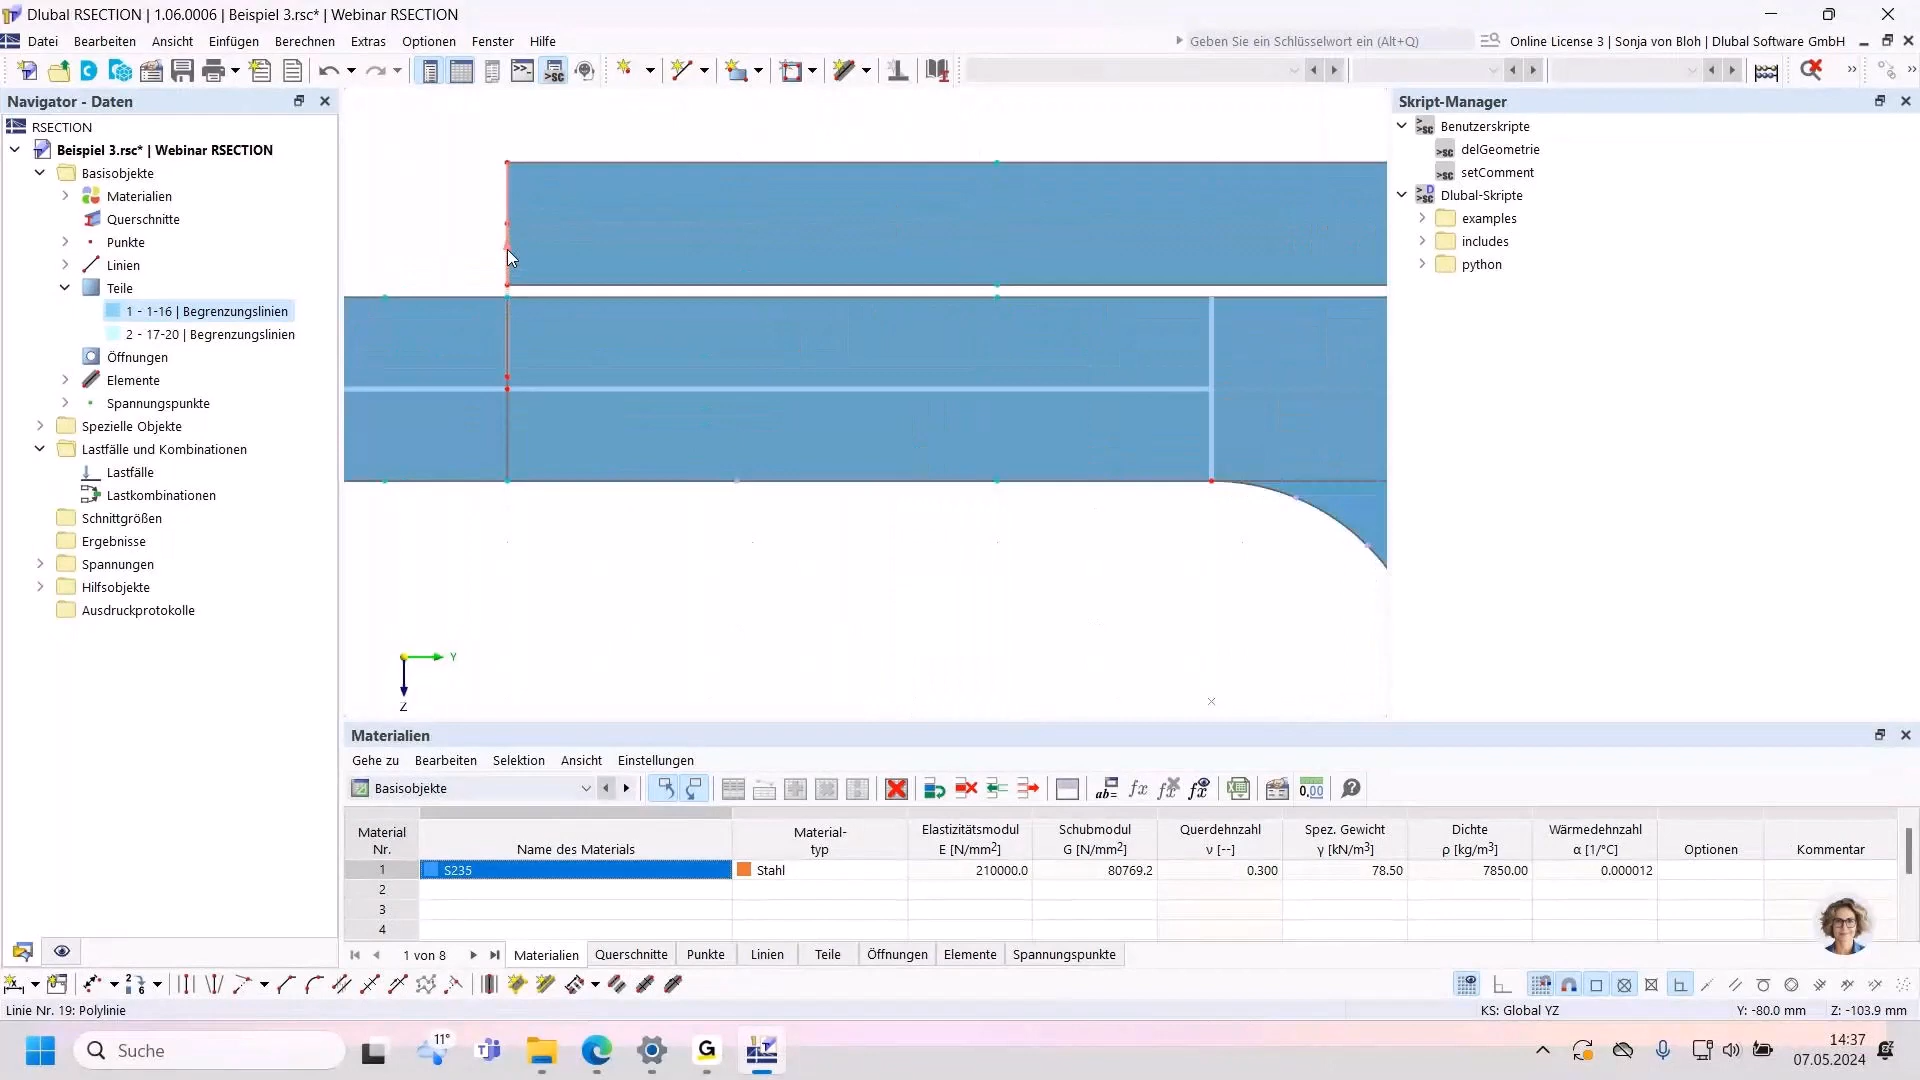 Dlubal RSECTION | 1.06.0006 | Beispiel 3.rsc* | Webinar RSECTION
Datei Bearbeiten Ansicht Einfügen Berechnen Extras Optionen Fenster Hilfe
Geben Sie ein Schlüsselwort ein (Alt+Q)
Online License 3 | Sonja von Bloh | Dlubal Software GmbH
Navigator - Daten
RSECTION
Beispiel 3.rsc* | Webinar RSECTION
Basisobjekte
Materialien
Querschnitte
Punkte
Linien
Teile
1 - 1-16 | Begrenzungslinien
2 - 17-20 | Begrenzungslinien
Öffnungen
Elemente
Spannungspunkte
Spezielle Objekte
Lastfälle und Kombinationen
Lastfälle
Lastkombinationen
Schnittgrößen
Ergebnisse
Spannungen
Hilfsobjekte
Ausdruckprotokolle
Y
Z
Skript-Manager
Benutzerskripte
delGeometrie
setComment
Dlubal-Skripte
examples
includes
python
Materialien
Gehe zu Bearbeiten Selektion Ansicht Einstellungen
Basisobjekte
Material Nr. Name des Materials Material-typ Elastizitätsmodul E [N/mm²] Schubmodul G [N/mm²] Querdehnzahl ν [--] Spez. Gewicht γ [kN/m³] Dichte ρ [kg/m³] Wärmedehnzahl α [1/°C] Optionen Kommentar
1 S235 Stahl 210000.0 80769.2 0.300 78.50 7850.00 0.000012
2
3
4
1 von 8 Materialien Querschnitte Punkte Linien Teile Öffnungen Elemente Spannungspunkte
Linie Nr. 19: Polylinie
KS: Global YZ
Y: -80.0 mm Z: -103.9 mm
Suche
11°
14:37
07.05.2024